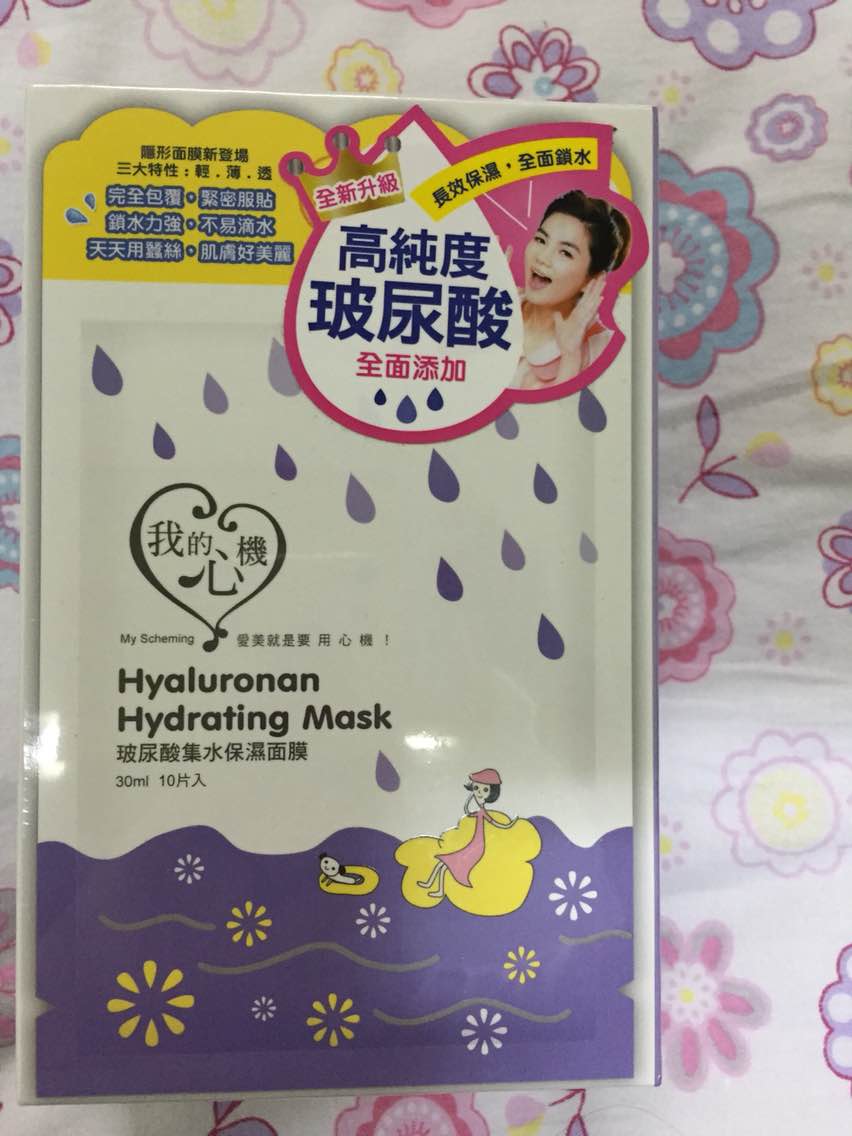 隱形面膜新登場
三大特性：輕．薄．透
完全包覆•緊密服貼
鎖水力強•不易滴水
天天用蠶絲•肌膚好美麗
全新升級
長效保濕，全面鎖水
高純度
玻尿酸
全面添加
我的心機
My Scheming 愛美就是要用心機！
Hyaluronan
Hydrating Mask
玻尿酸集水保濕面膜
30ml 10片入